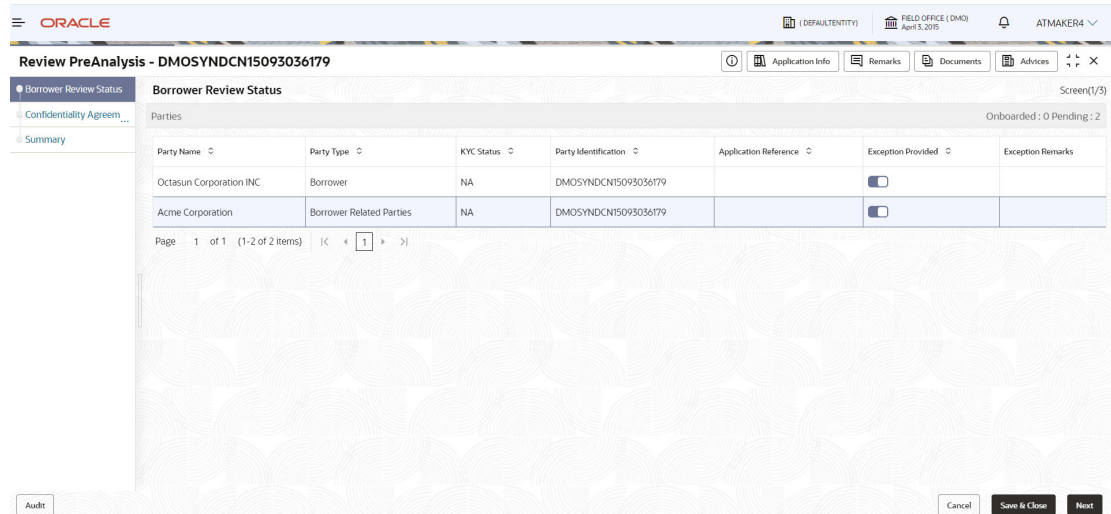 ORACLE
( DEFAULTENTITY)
FIELD OFFICE ( DMO)
April 3, 2015
ATMAKER4
Review PreAnalysis - DMOSYNDCN15093036179
Application Info
Remarks
Documents
Advices
Borrower Review Status
Confidentiality Agreem ...
Summary
Borrower Review Status
Screen(1/3)
Parties
Onboarded : 0 Pending : 2
Party Name Party Type KYC Status Party Identification Application Reference Exception Provided Exception Remarks
Octasun Corporation INC Borrower NA DMOSYNDCN15093036179
Acme Corporation Borrower Related Parties NA DMOSYNDCN15093036179
Page 1 of 1 (1-2 of 2 items) 1
Audit
Cancel
Save & Close
Next